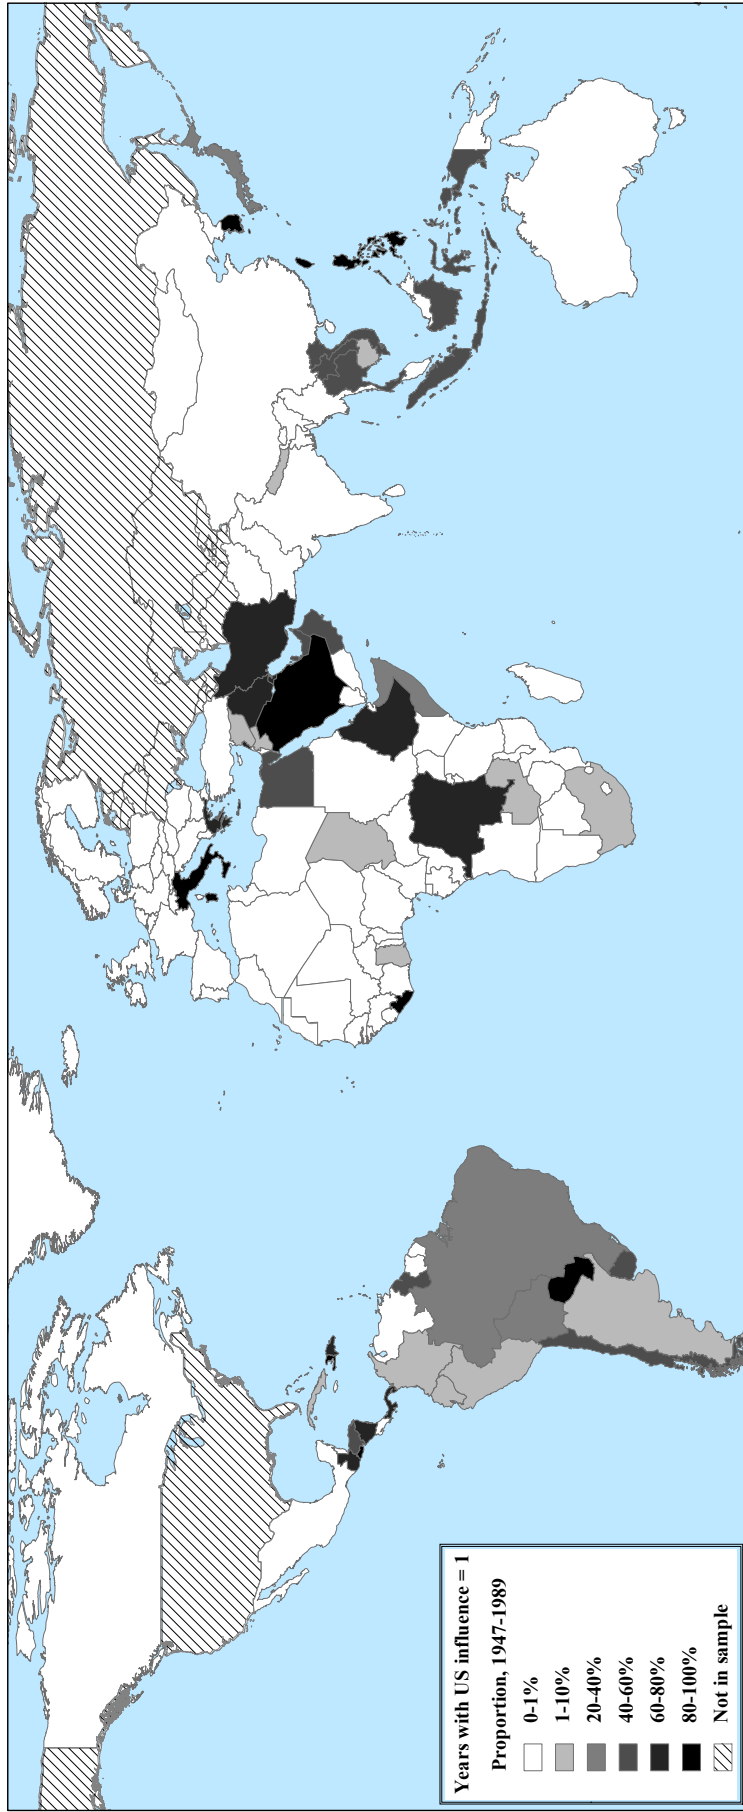 Years with US influence = 1
Proportion, 1947-1989
0-1%
1-10%
20-40%
40-60%
60-80%
80-100%
Not in sample